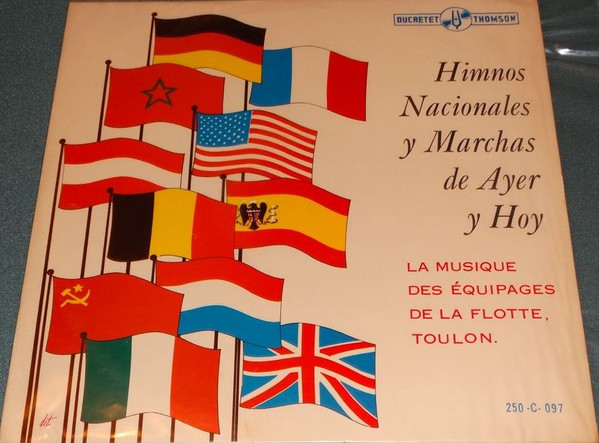 DUCRETET THOMSON
Himnos
Nacionales
y Marchas
de Ayer
y Hoy
LA MUSIQUE
DES ÉQUIPAGES
DE LA FLOTTE,
TOULON.
250-C-097